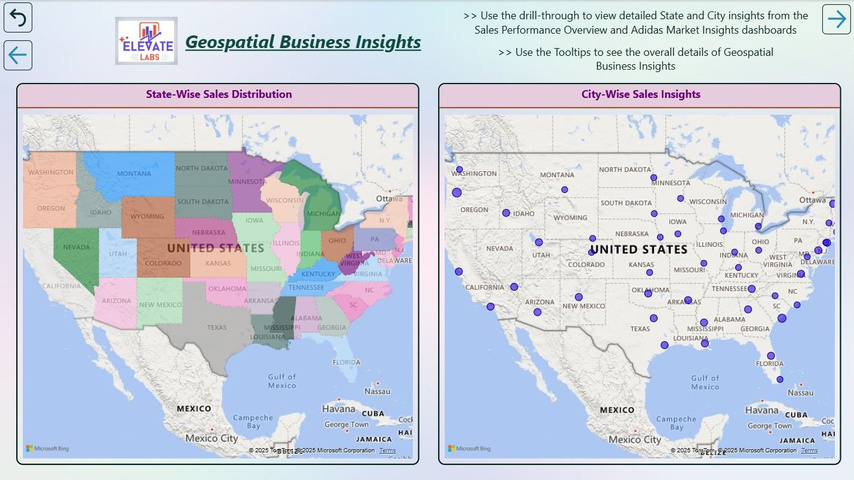 ELEVATE
LABS
Geospatial Business Insights
>> Use the drill-through to view detailed State and City insights from the
Sales Performance Overview and Adidas Market Insights dashboards
>> Use the Tooltips to see the overall details of Geospatial
Business Insights
State-Wise Sales Distribution
WASHINGTON
MONTANA
NORTH DAKOTA
MINNESOTA
Ottawa
OREGON
IDAHO
SOUTH DAKOTA
WISCONSIN
MICHIGAN
WYOMING
N.Y.
IOWA
NEBRASKA
NEVADA
UNITED STATES
OHIO
PA
UTAH
ILLINOIS
INDIANA
NJ
COLORADO
KANSAS
MISSOURI
WEST
VIRGINIA
DELAWARE
CALIFORNIA
KENTUCKY
VIRGINIA
TENNESSEE
NC
OKLAHOMA
ARIZONA
NEW MEXICO
ARKANSAS
SC
ALABAMA
MISSISSIPPI
GEORGIA
TEXAS
LOUISIANA
FLORIDA
Gulf of
Mexico
Nassau
MEXICO
Havana
CUBA
Campeche
Bay
George Town
Mexico City
JAMAICA
Microsoft Bing
© 2025 TomTom, © 2025 Microsoft Corporation Terms
City-Wise Sales Insights
WASHINGTON
NORTH DAKOTA
MINNESOTA
Ottawa
MONTANA
OREGON
IDAHO
SOUTH DAKOTA
WISCONSIN
MICHIGAN
WYOMING
N.Y.
IOWA
NEBRASKA
NEVADA
UNITED STATES
OHIO
PA
UTAH
ILLINOIS
INDIANA
COLORADO
KANSAS
MISSOURI
WEST
VIRGINIA
DELAWARE
CALIFORNIA
KENTUCKY
VIRGINIA
TENNESSEE
NC
OKLAHOMA
ARIZONA
NEW MEXICO
ARKANSAS
SC
ALABAMA
MISSISSIPPI
GEORGIA
TEXAS
LOUISIANA
FLORIDA
Gulf of
Mexico
Nassau
MEXICO
Havana
CUBA
Campeche
Bay
George Town
Mexico City
JAMAICA
Microsoft Bing
© 2025 TomTom, © 2025 Microsoft Corporation Terms
BELIZE